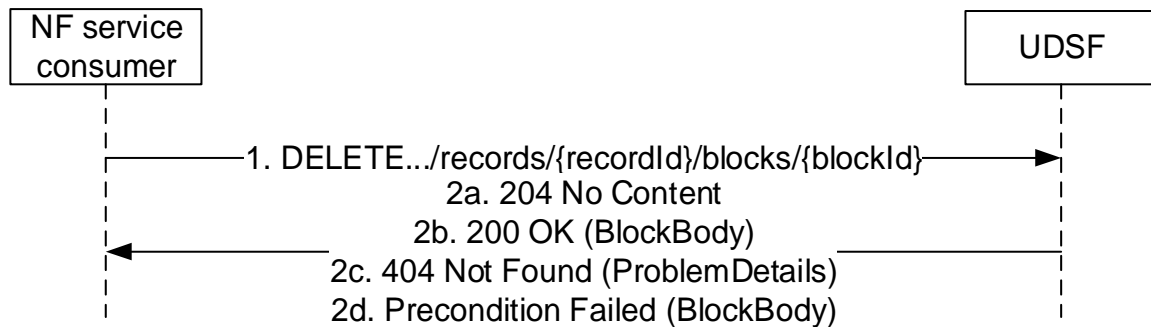 NF service
consumer
UDSF
1. DELETE.../records/{recordId}/blocks/{blockId}
2a. 204 No Content
2b. 200 OK (BlockBody)
2c. 404 Not Found (ProblemDetails)
2d. Precondition Failed (BlockBody)